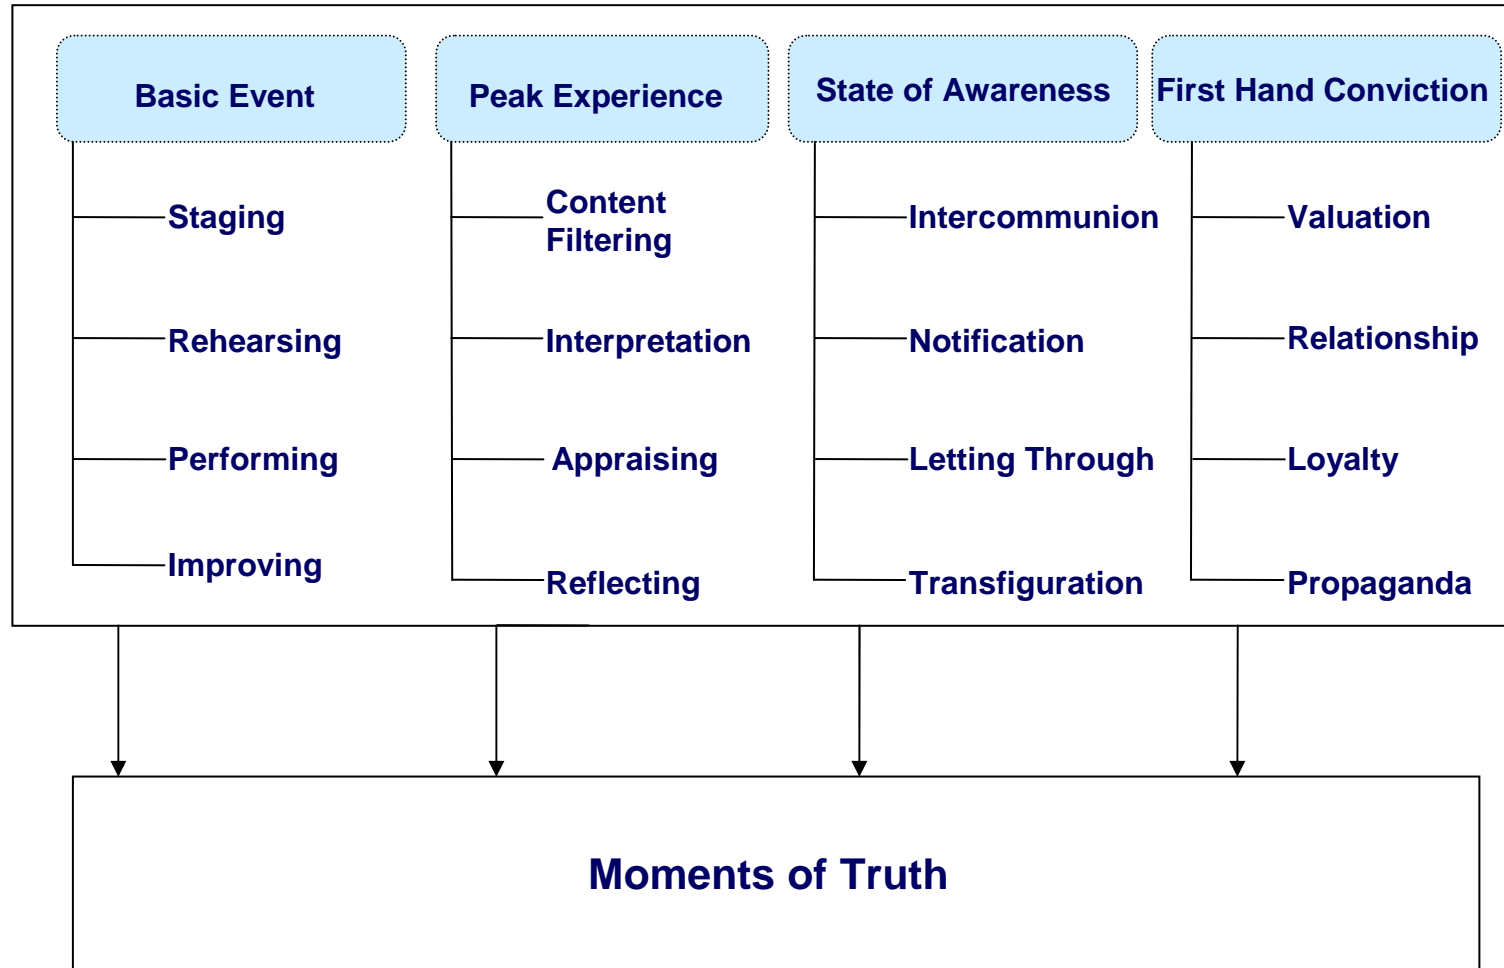 Basic Event
Peak Experience
State of Awareness
First Hand Conviction
Staging
Content
Filtering
Intercommunion
Valuation
Rehearsing
Interpretation
Notification
Relationship
Performing
Appraising
Letting Through
Loyalty
Improving
Reflecting
Transfiguration
Propaganda
Moments of Truth